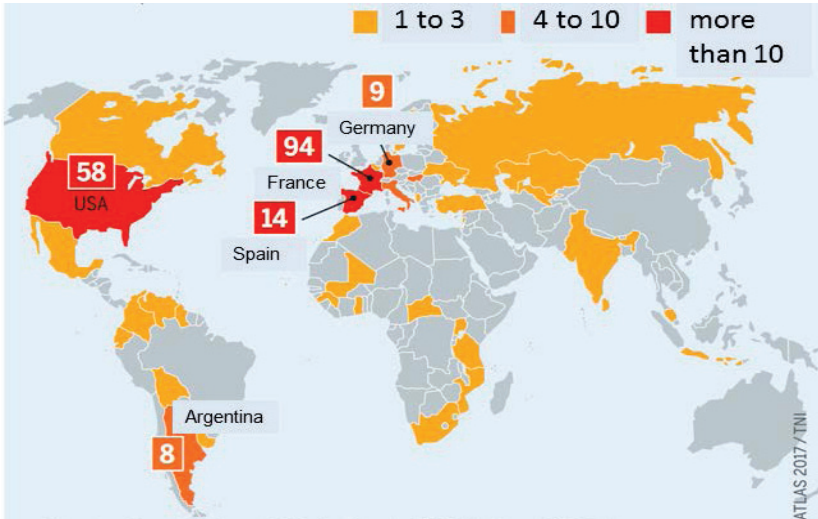 1 to 3
4 to 10
more
than 10
9
Germany
94
France
58
USA
14
Spain
Argentina
8
ATLAS 2017/TNI